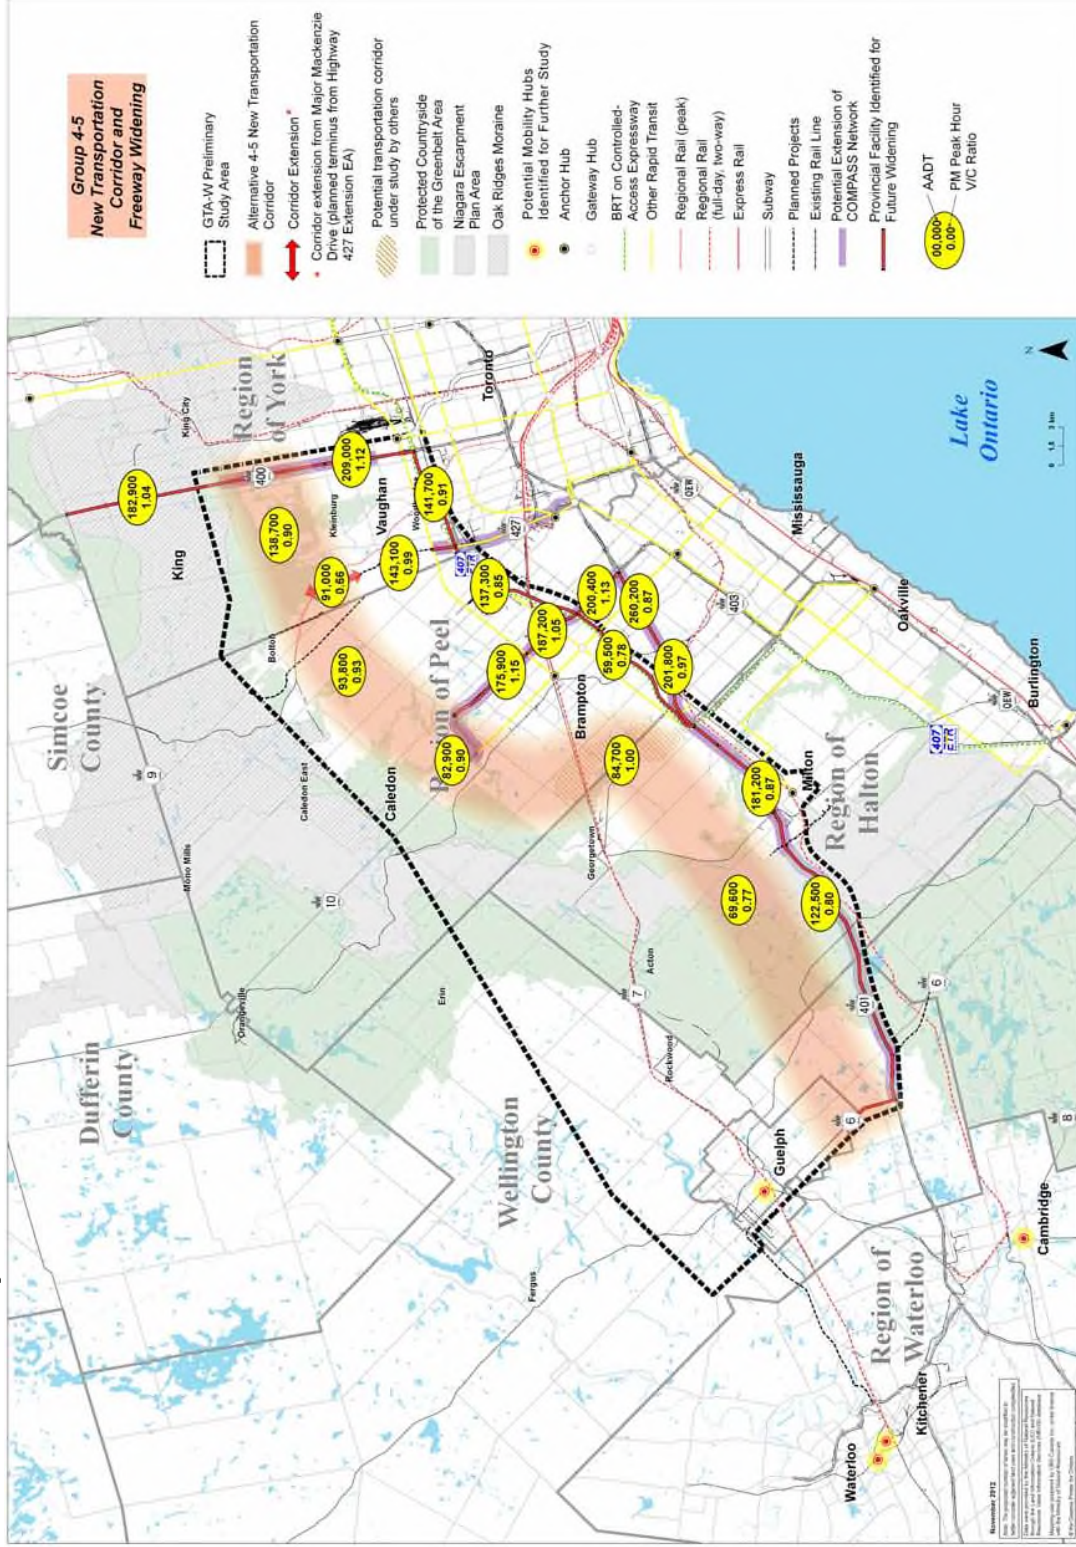 Group 4-5
New Transportation
Corridor and
Freeway Widening
GTA-W Preliminary
Study Area
Alternative 4-5 New Transportation
Corridor
Corridor Extension*
* Corridor extension from Major Mackenzie
Drive (planned terminus from Highway
427 Extension EA)
Potential transportation corridor
under study by others
Protected Countryside
of the Greenbelt Area
Niagara Escarpment
Plan Area
Oak Ridges Moraine
Potential Mobility Hubs
Identified for Further Study
Anchor Hub
Gateway Hub
BRT on Controlled-
Access Expressway
Other Rapid Transit
Regional Rail (peak)
Regional Rail
(full-day, two-way)
Express Rail
Subway
Planned Projects
Existing Rail Line
Potential Extension of
COMPASS Network
Provincial Facility Identified for
Future Widening
00,000
0.00
AADT
PM Peak Hour
V/C Ratio
Simcoe
County
Dufferin
County
Wellington
County
Region of
Waterloo
Region
of York
Region of Peel
Region of
Halton
Lake
Ontario
King
King City
Kleinburg
Vaughan
Toronto
Bolton
Caledon East
Caledon
Mono Mills
Orangeville
Erin
Brampton
Georgetown
Mississauga
Oakville
Burlington
Milton
Acton
Rockwood
Guelph
Fergus
Cambridge
Kitchener
Waterloo
182,900
1.04
209,000
1.12
138,700
0.90
91,000
0.66
143,100
0.99
141,700
0.91
137,300
0.85
93,800
0.93
175,900
1.15
187,200
1.05
200,400
1.13
260,200
0.87
59,500
0.78
201,800
0.97
82,900
0.90
84,700
1.00
181,200
0.87
69,600
0.77
122,500
0.80
400
427
407
ETR
403
QEW
QEW
407
ETR
401
9
10
7
6
6
8
N
November 2012